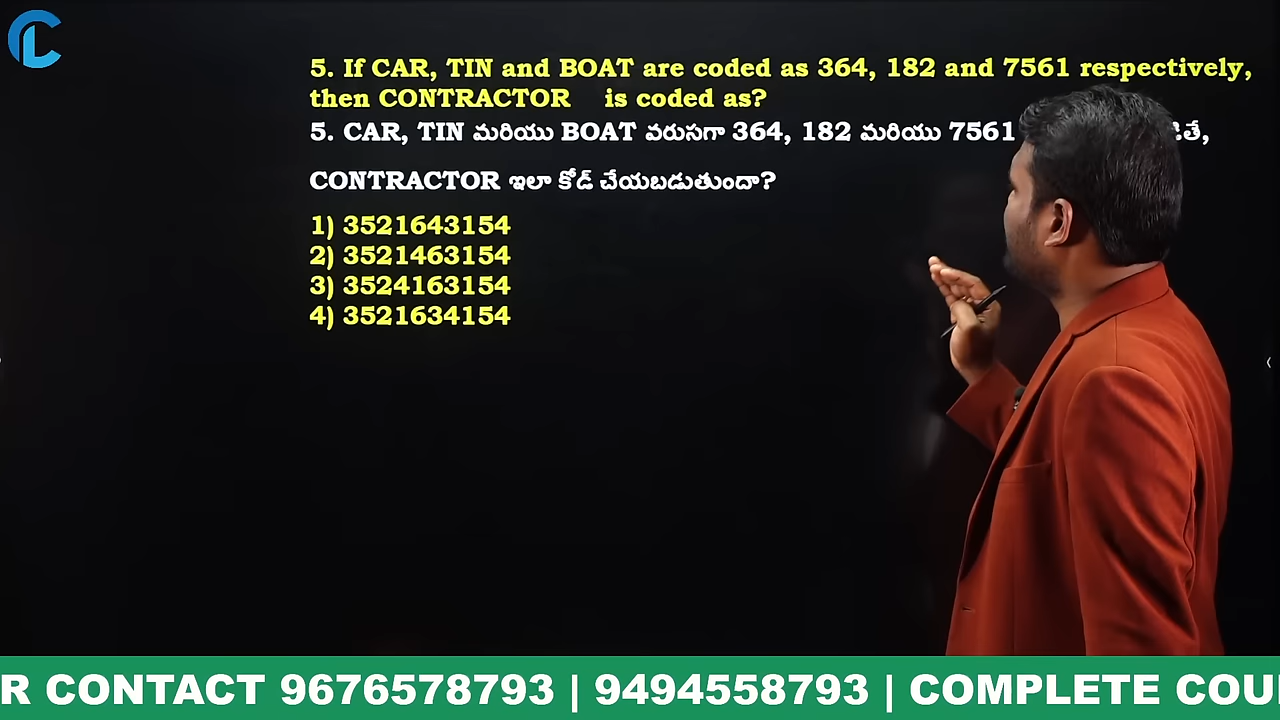 5. If CAR, TIN and BOAT are coded as 364, 182 and 7561 respectively,
then CONTRACTOR is coded as?
5. CAR, TIN మరియు BOAT వరుసగా 364, 182 మరియు 7561
CONTRACTOR ఇలా కోడ్ చేయబడుతుందా?
1) 3521643154
2) 3521463154
3) 3524163154
4) 3521634154
R CONTACT 9676578793 | 9494558793 | COMPLETE COU